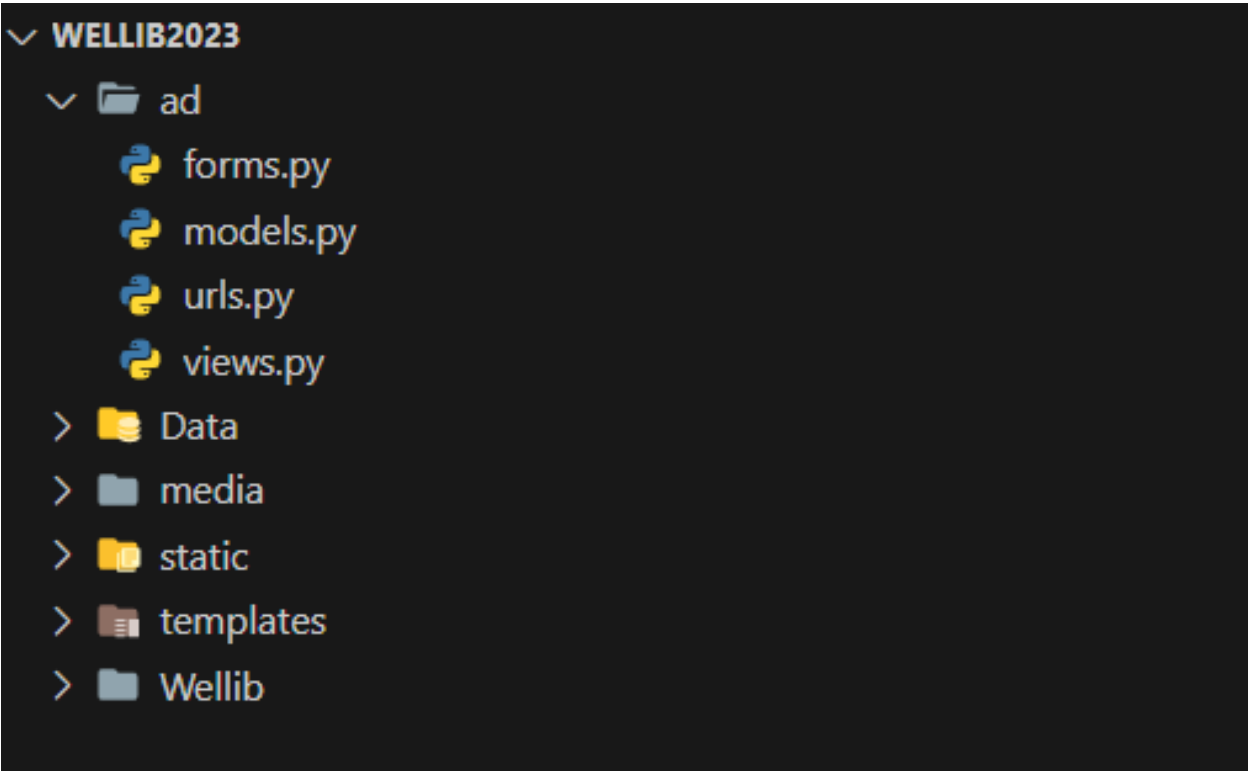 WELLIB2023
ad
forms.py
models.py
urls.py
views.py
Data
media
static
templates
Wellib